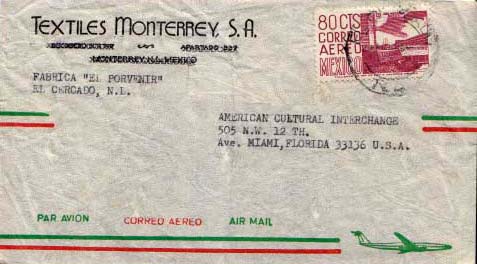 TEXTILES MONTERREY, S.A.
APARTADO 227
MONTERREY N.L. MEXICO
FABRICA "EL PORVENIR"
EL CERCADO, N.L.
80 CTS
CORREO
AEREO
MEXICO
AMERICAN CULTURAL INTERCHANGE
505 N.W. 12 TH.
Ave. MIAMI,FLORIDA 33136 U.S.A.
PAR AVION CORREO AEREO AIR MAIL